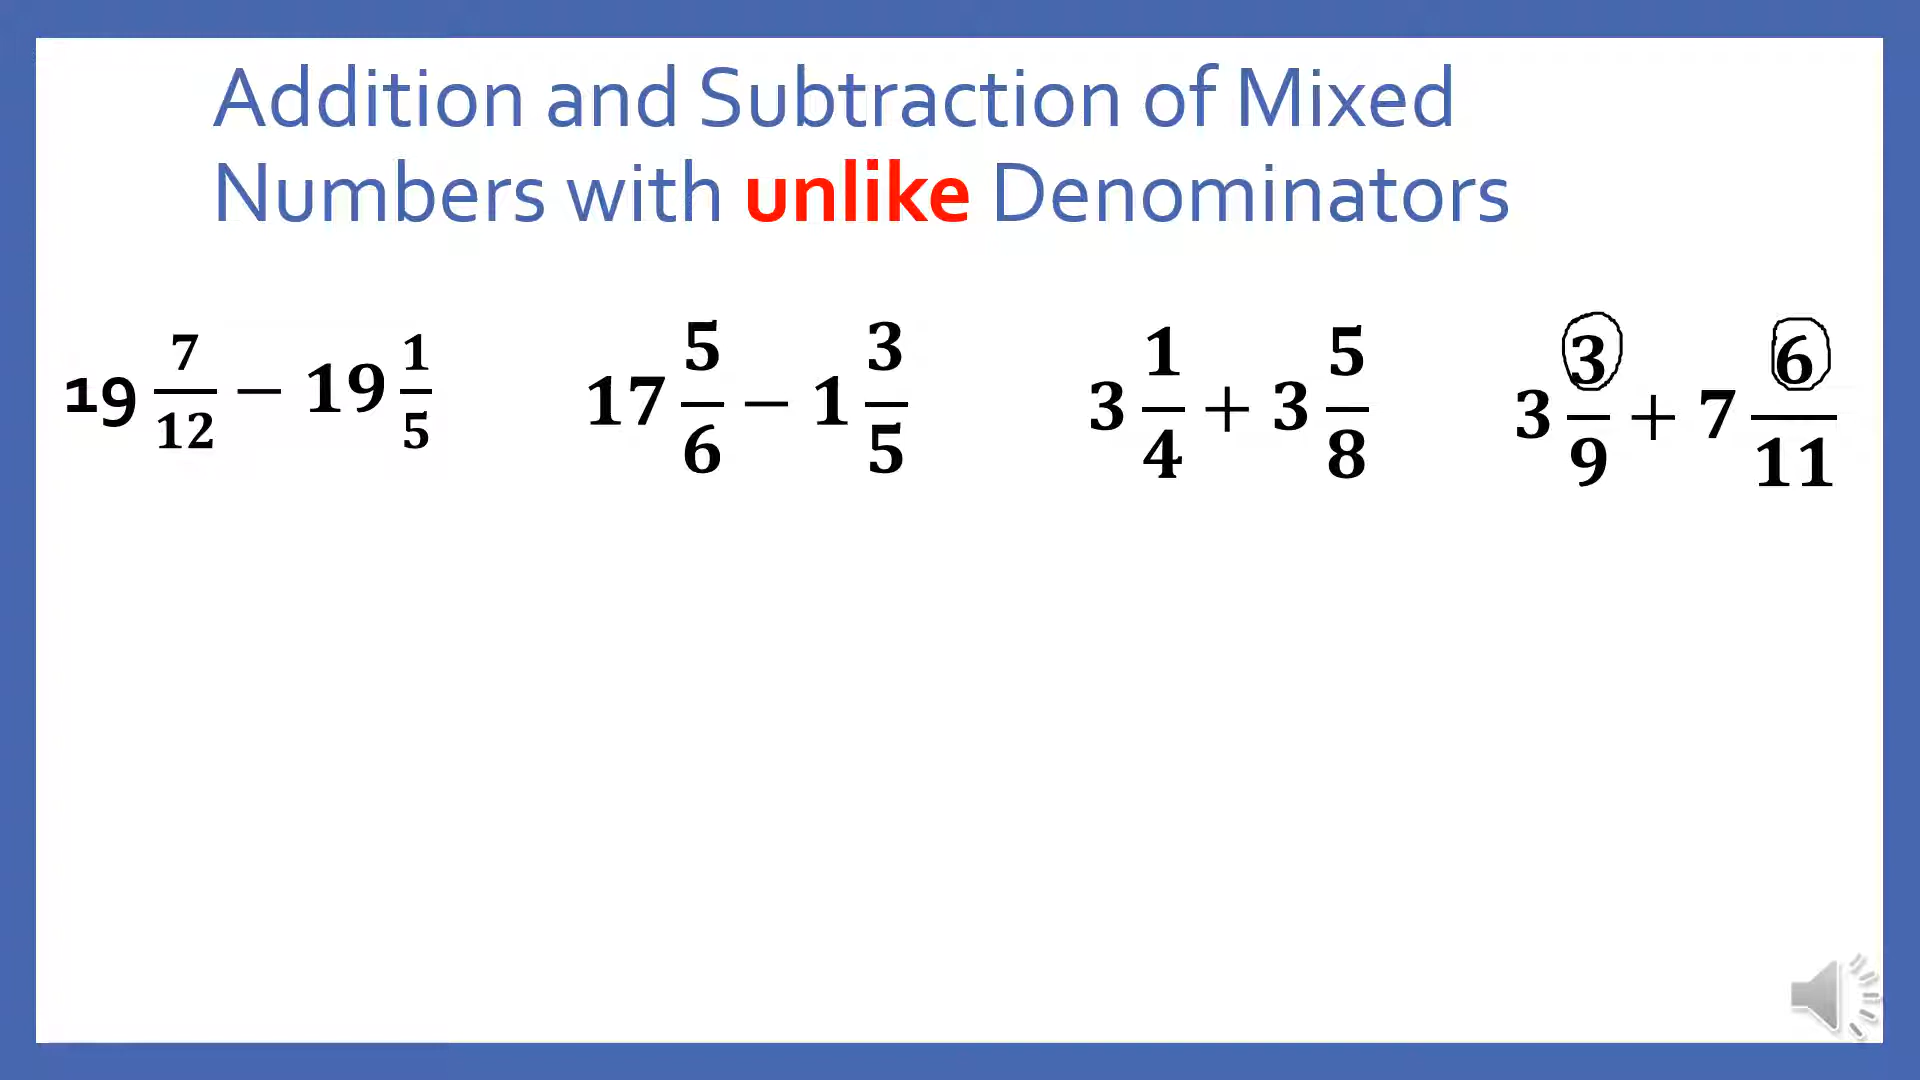 Addition and Subtraction of Mixed
Numbers with unlike Denominators
19 7/12 − 19 1/5
17 5/6 − 1 3/5
3 1/4 + 3 5/8
3 3/9 + 7 6/11